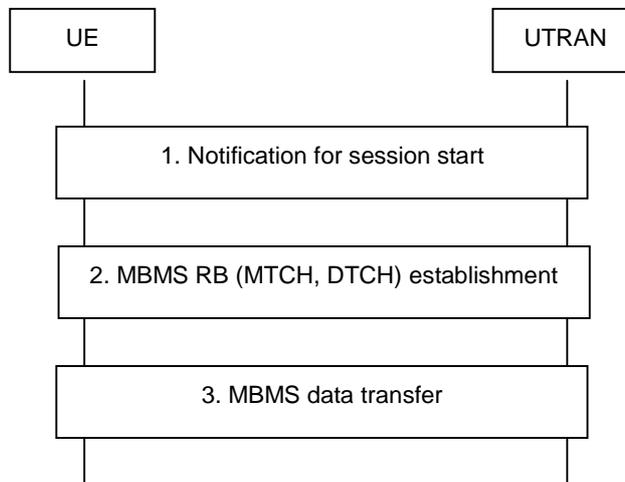 UE
UTRAN
1. Notification for session start
2. MBMS RB (MTCH, DTCH) establishment
3. MBMS data transfer